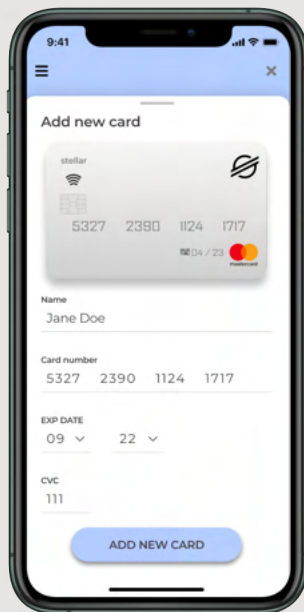 9:41
Add new card
stellar
5327 2390 1124 1717
04 / 23
mastercard
Name
Jane Doe
Card number
5327 2390 1124 1717
EXP DATE
09 22
CVC
111
ADD NEW CARD